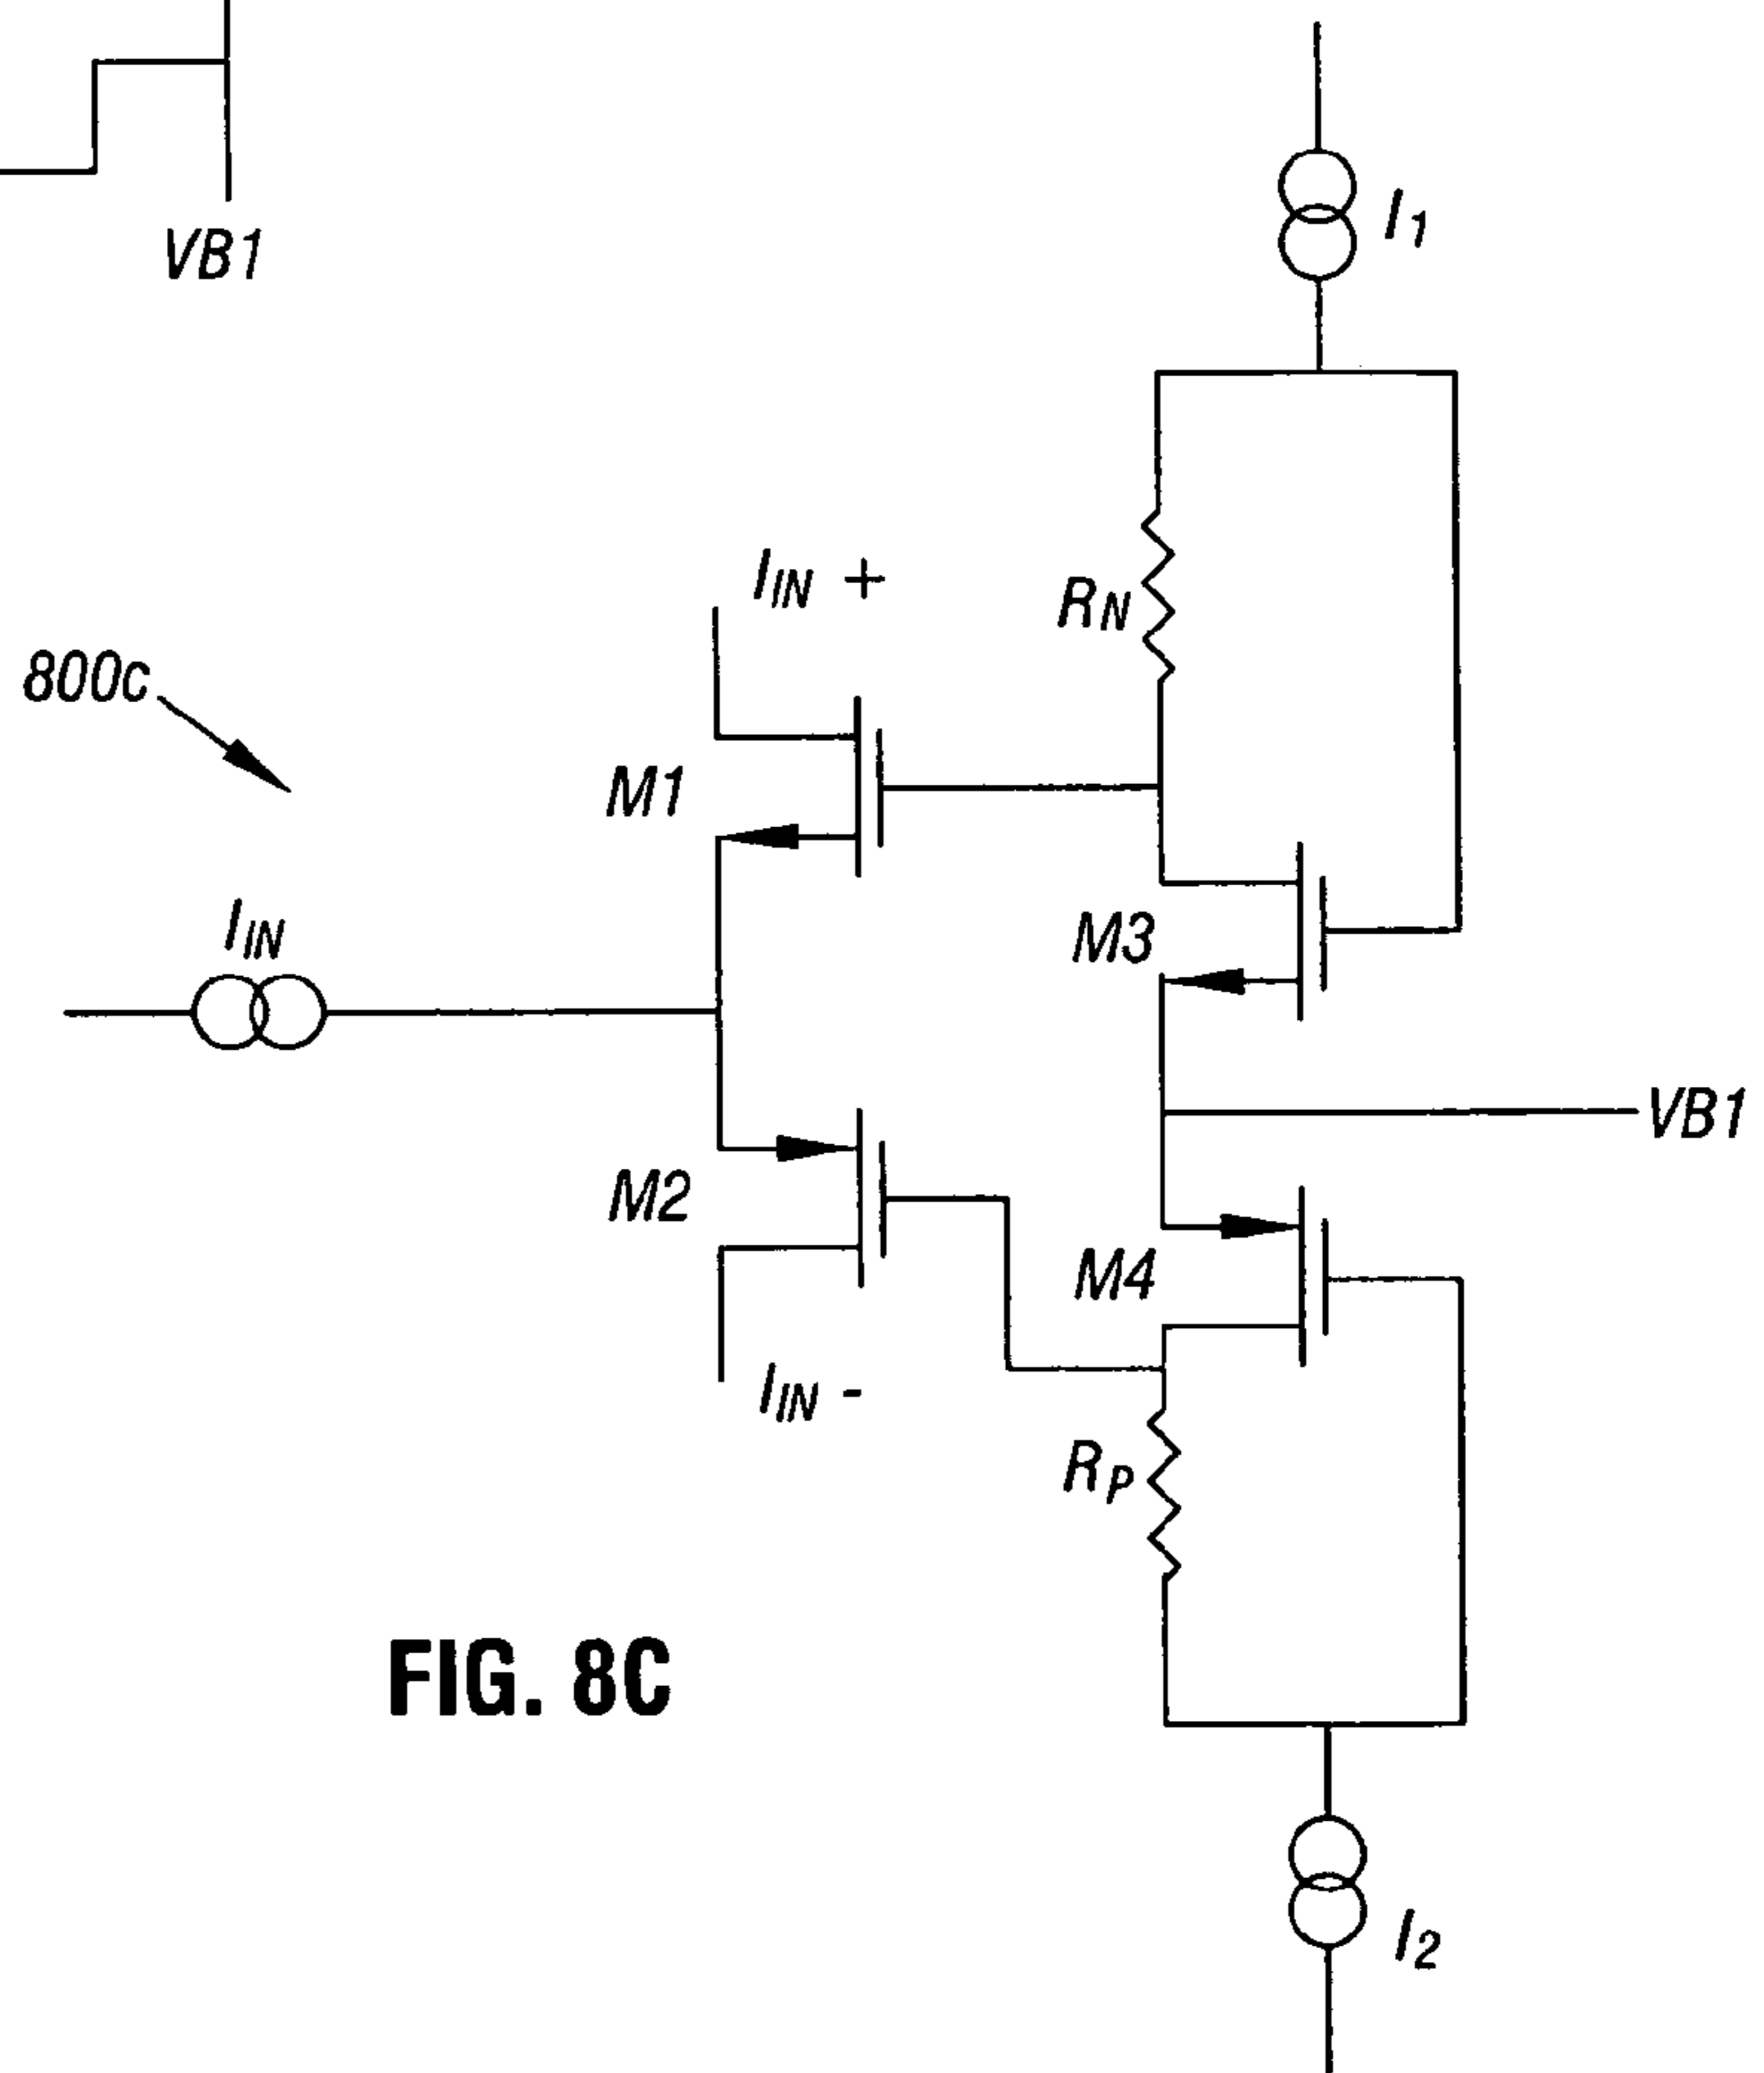 VB1
I1
IIN +
RN
800c
M1
IIN
M3
VB1
M2
M4
IIN -
RP
FIG. 8C
I2